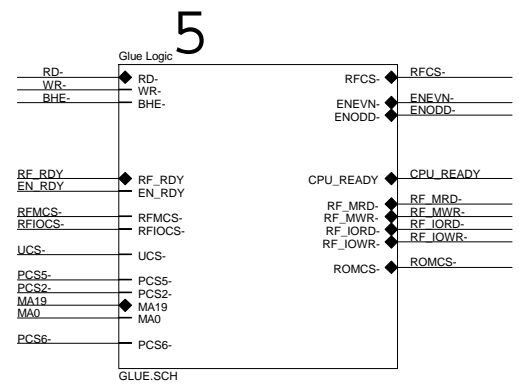 5
Glue Logic
RD- RD- RFCS- RFCS-
WR- WR-
BHE- BHE- ENEVN- ENEVN-
ENODD- ENODD-
RF_RDY RF_RDY CPU_READY CPU_READY
EN_RDY EN_RDY
RF_MRD- RF_MRD-
RFMCS- RFMCS- RF_MWR- RF_MWR-
RFIOCS- RFIOCS- RF_IORD- RF_IORD-
RF_IOWR- RF_IOWR-
UCS- UCS-
ROMCS- ROMCS-
PCS5- PCS5-
PCS2- PCS2-
MA19 MA19
MA0 MA0
PCS6- PCS6-
GLUE.SCH